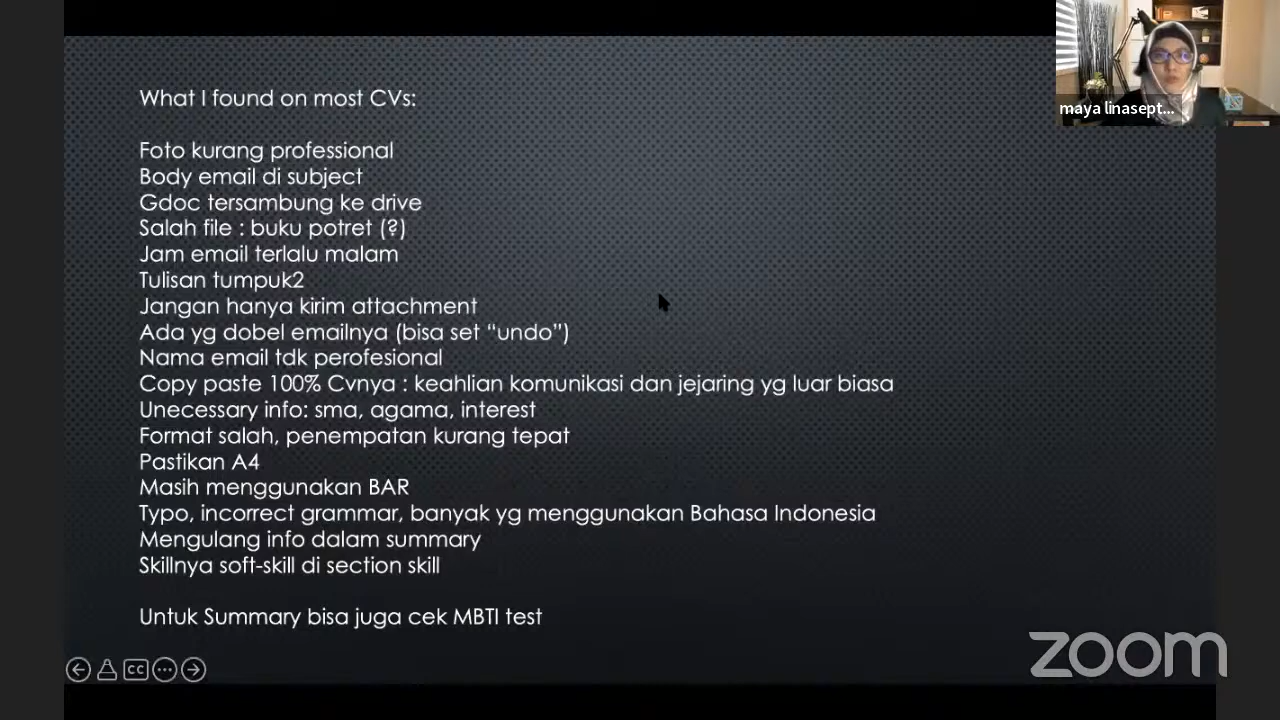 What I found on most CVs:
Foto kurang professional
Body email di subject
Gdoc tersambung ke drive
Salah file : buku potret (?)
Jam email terlalu malam
Tulisan tumpuk2
Jangan hanya kirim attachment
Ada yg dobel emailnya (bisa set “undo”)
Nama email tdk perofesional
Copy paste 100% Cvnya : keahlian komunikasi dan jejaring yg luar biasa
Unecessary info: sma, agama, interest
Format salah, penempatan kurang tepat
Pastikan A4
Masih menggunakan BAR
Typo, incorrect grammar, banyak yg menggunakan Bahasa Indonesia
Mengulang info dalam summary
Skillnya soft-skill di section skill
Untuk Summary bisa juga cek MBTI test
maya linasept...
CC
zoom